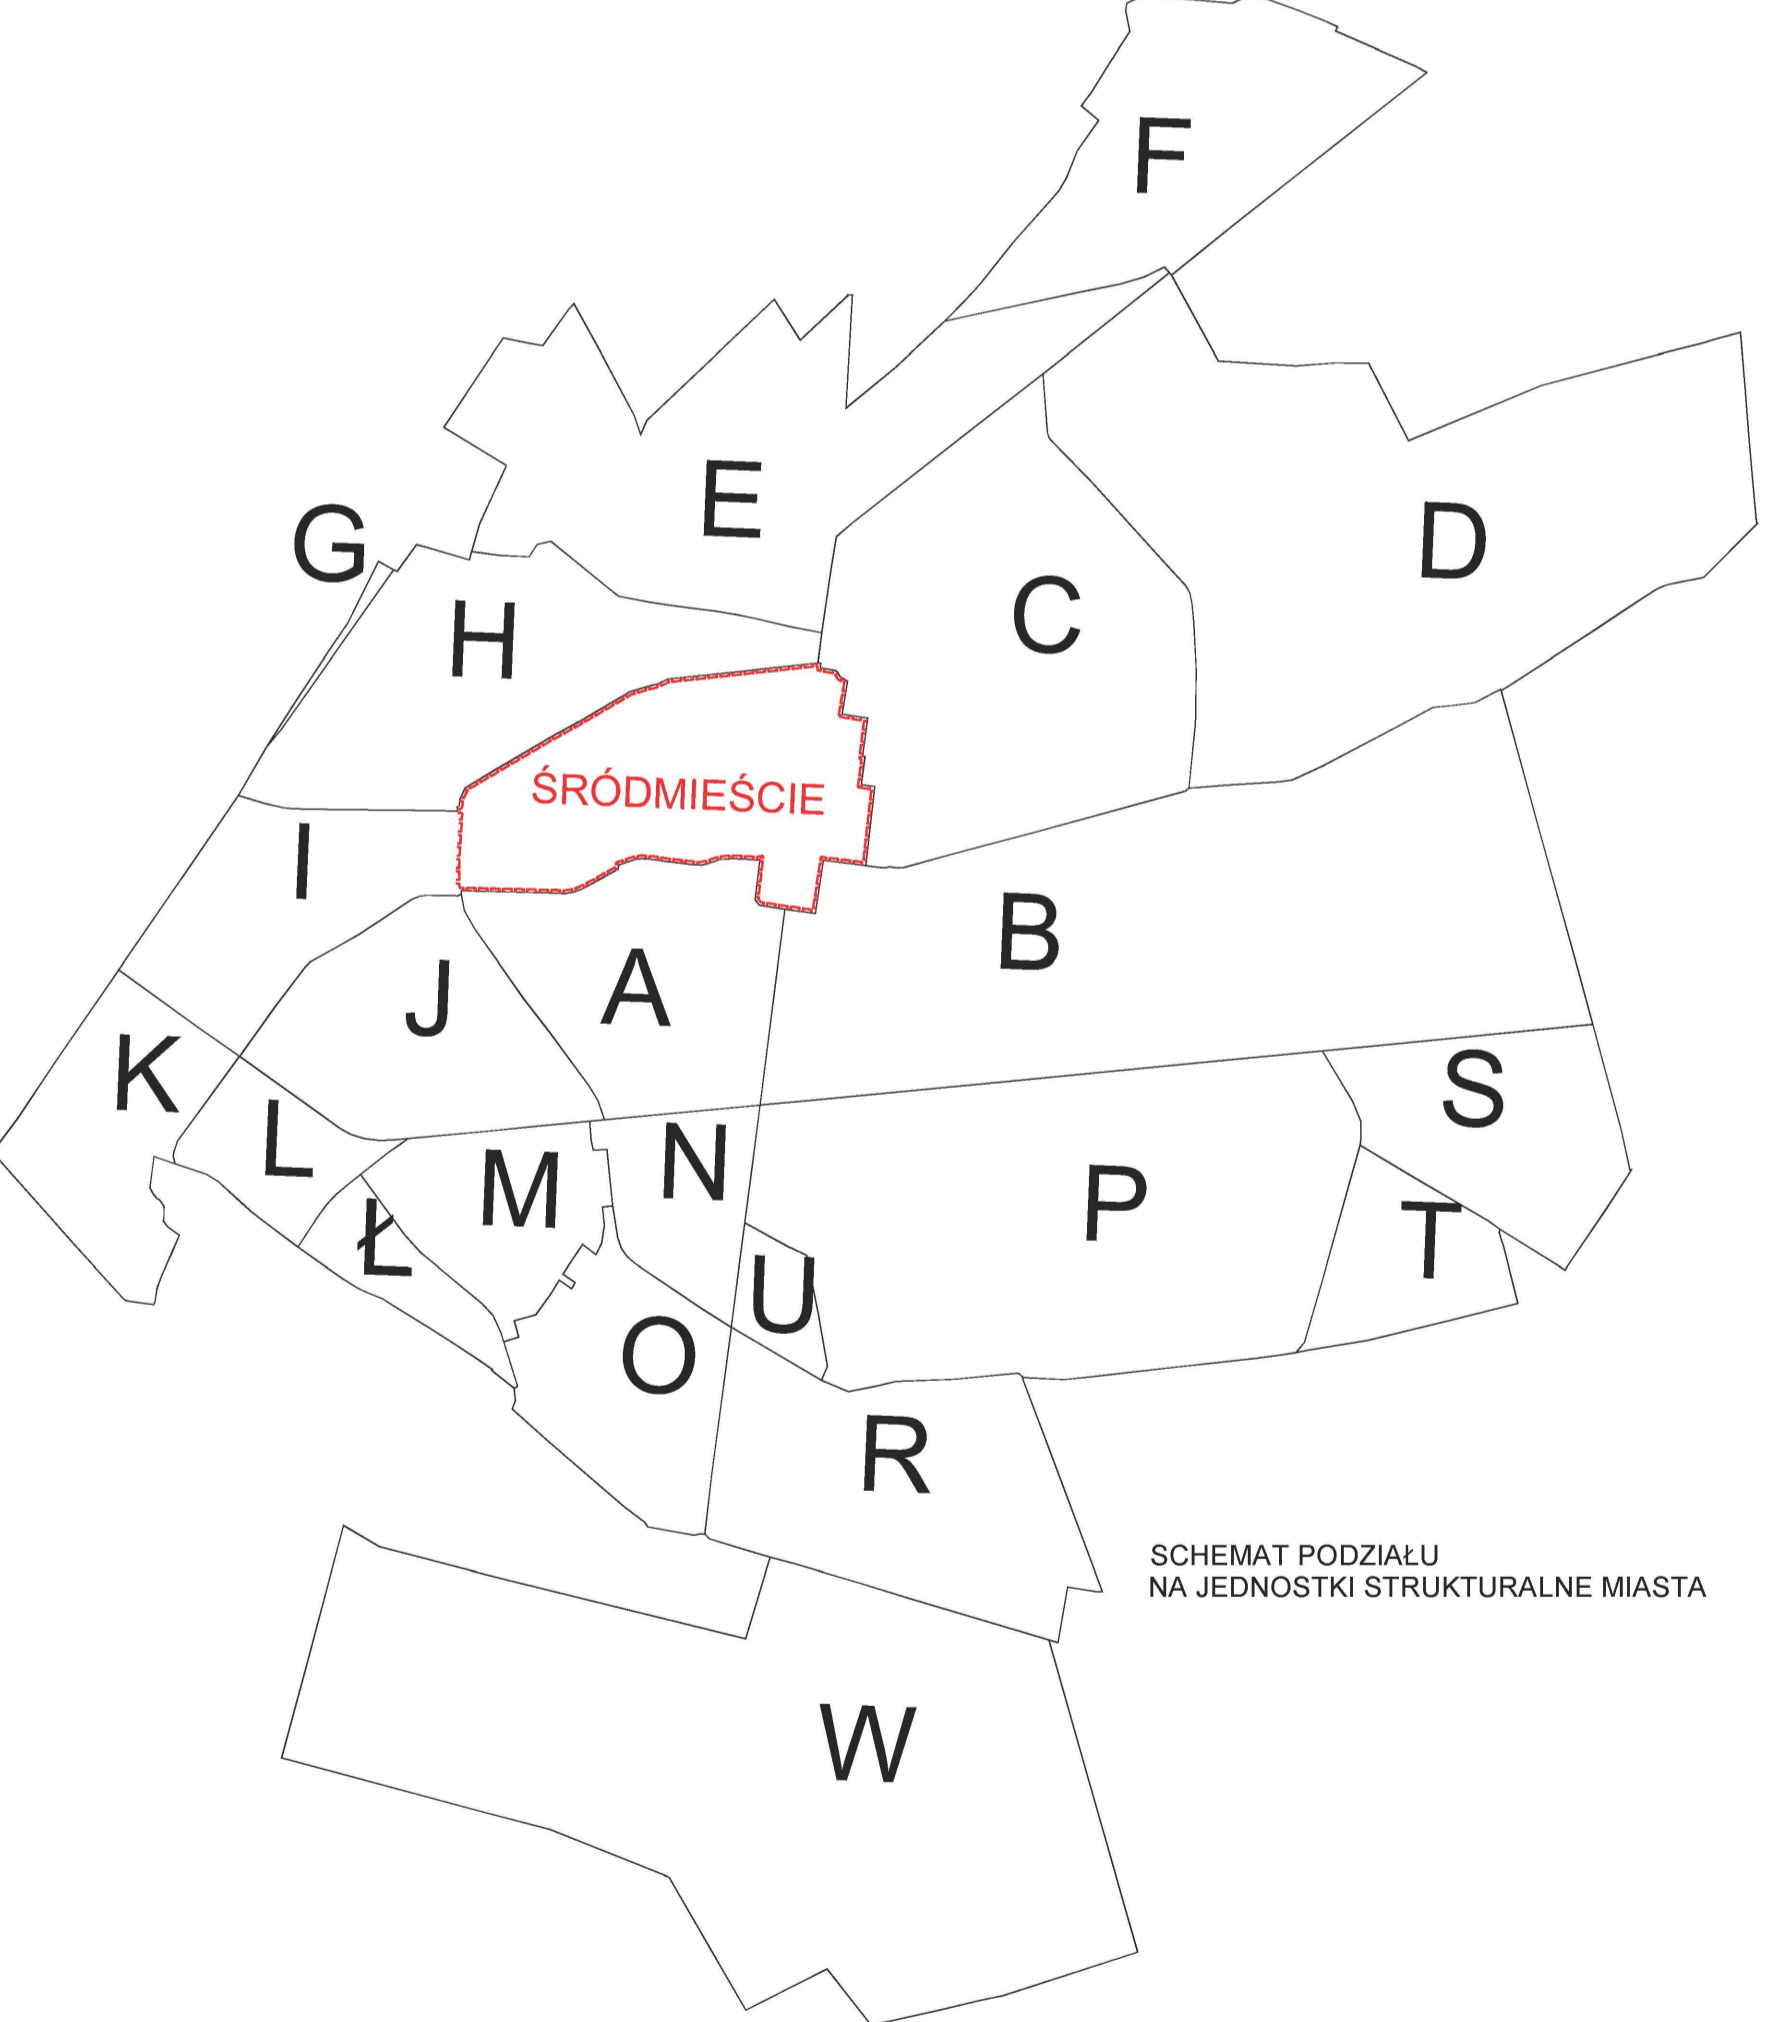 F
E
G
D
C
H
ŚRÓDMIEŚCIE
I
B
J
A
K
S
L
N
M
P
Ł
T
U
O
R
SCHEMAT PODZIAŁU
NA JEDNOSTKI STRUKTURALNE MIASTA
W